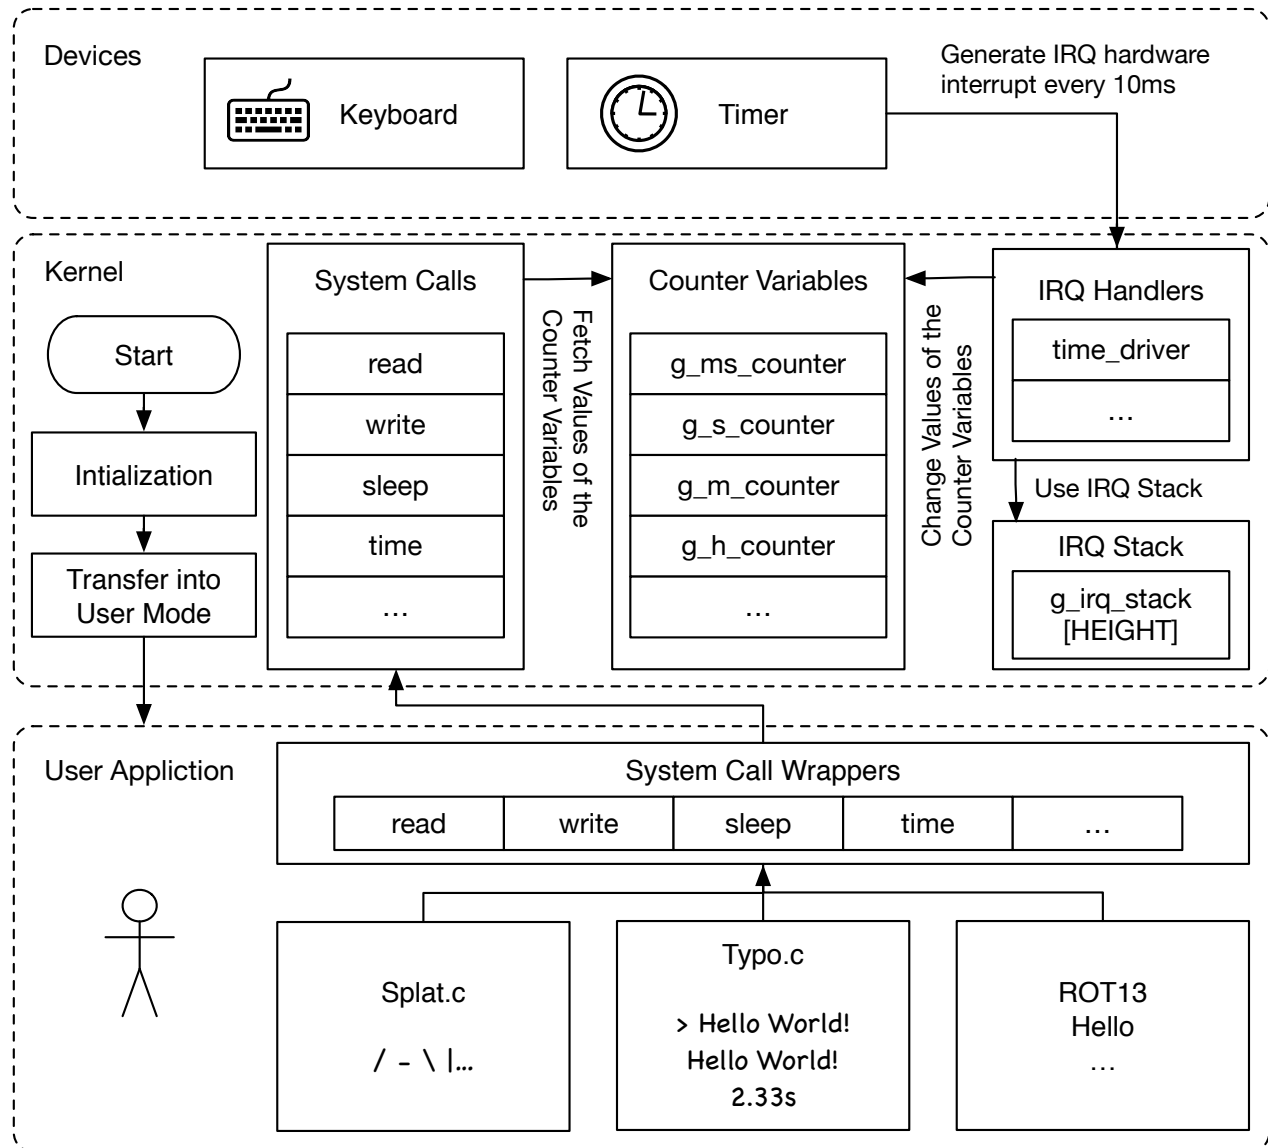 Devices
Keyboard
Timer
Generate IRQ hardware
interrupt every 10ms
Kernel
Start
Intialization
Transfer into
User Mode
System Calls
read
write
sleep
time
...
Fetch Values of the
Counter Variables
Counter Variables
g_ms_counter
g_s_counter
g_m_counter
g_h_counter
...
Change Values of the
Counter Variables
IRQ Handlers
time_driver
...
Use IRQ Stack
IRQ Stack
g_irq_stack
[HEIGHT]
User Appliction
System Call Wrappers
read
write
sleep
time
...
Splat.c
/ - \ |...
Typo.c
> Hello World!
Hello World!
2.33s
ROT13
Hello
...